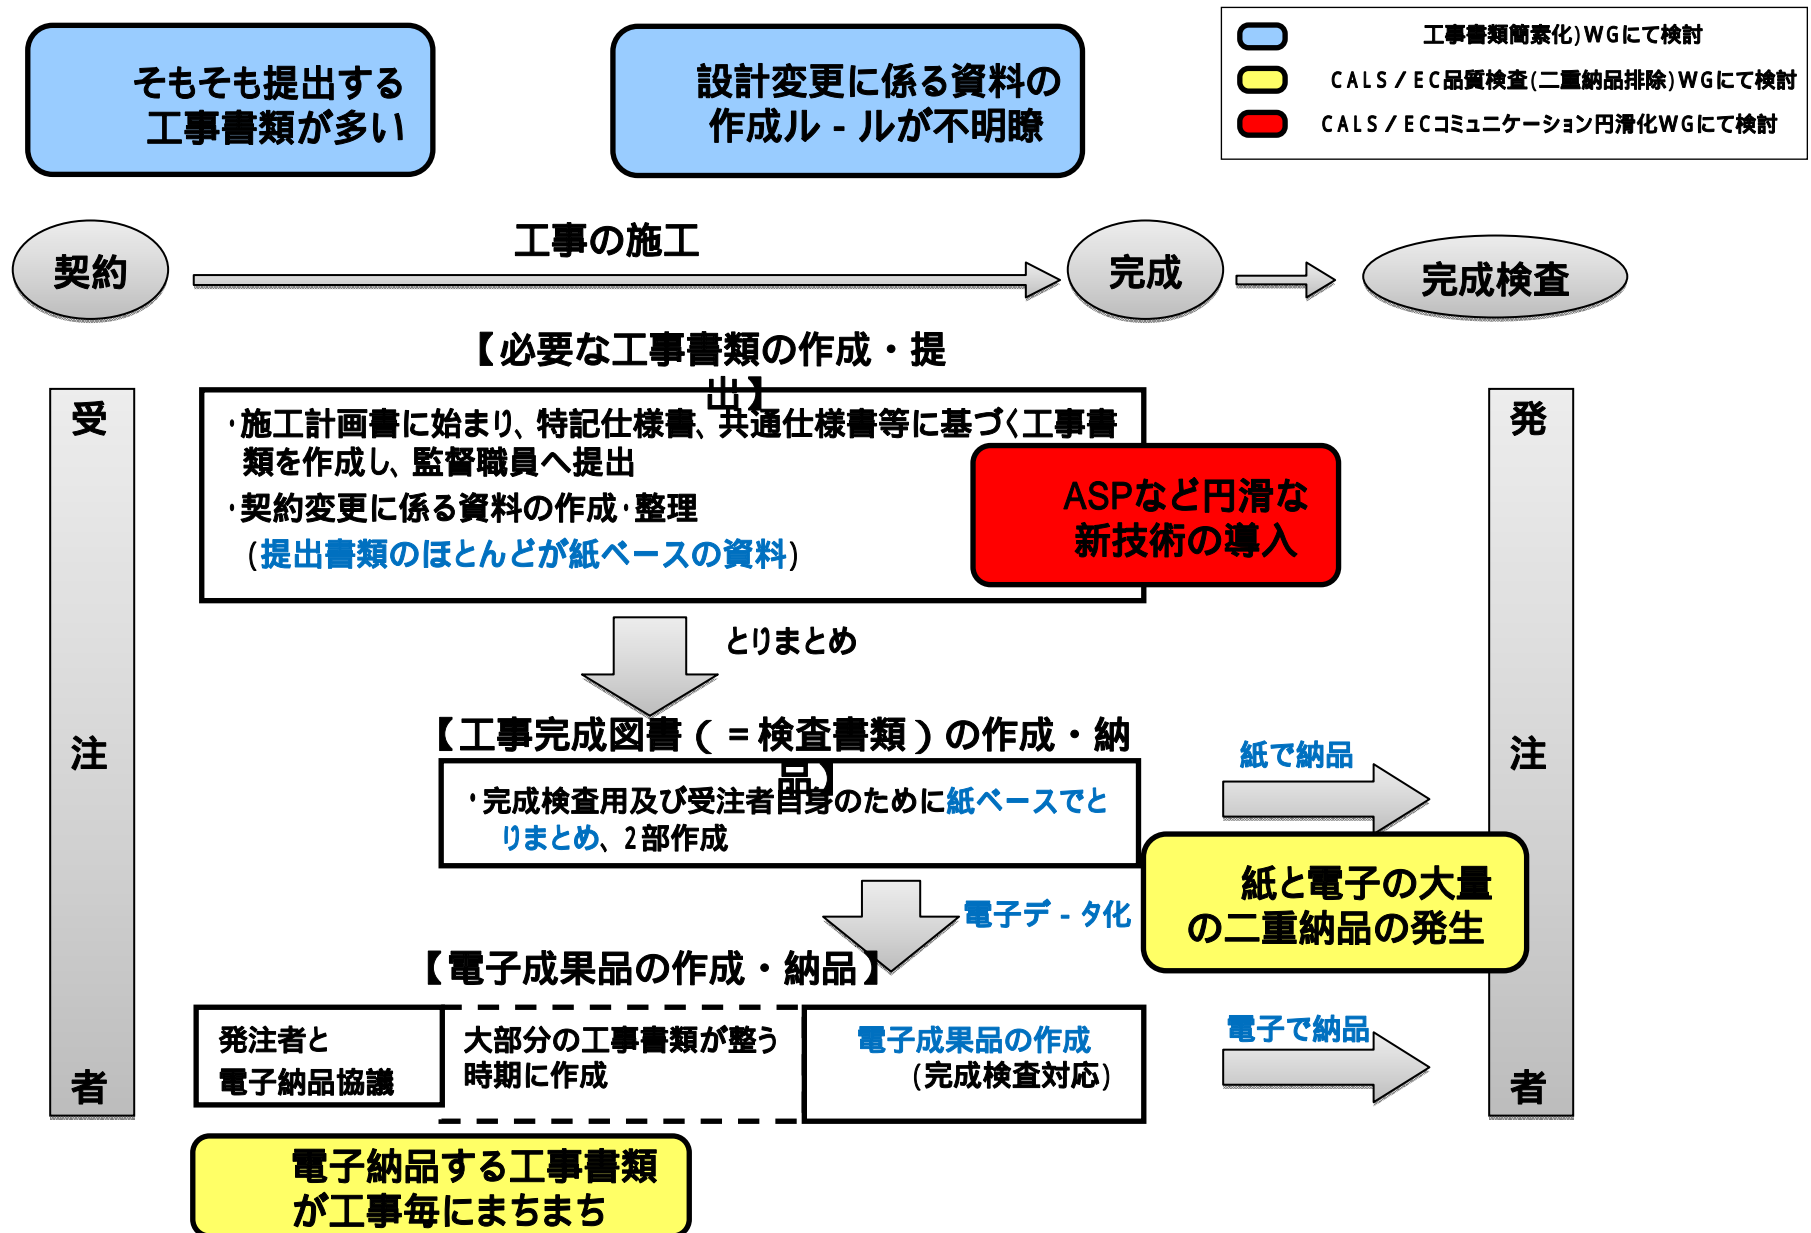 そもそも提出する
工事書類が多い
設計変更に係る資料の
作成ル-ルが不明瞭
工事書類簡素化)WGにて検討
CALS/EC品質検査(二重納品排除)WGにて検討
CALS/ECコミュニケーション円滑化WGにて検討
契約
工事の施工
完成
完成検査
【必要な工事書類の作成・提
出】
・施工計画書に始まり、特記仕様書、共通仕様書等に基づく工事書
類を作成し、監督職員へ提出
・契約変更に係る資料の作成・整理
(提出書類のほとんどが紙ベースの資料)
ASPなど円滑な
新技術の導入
受
注
者
発
注
者
とりまとめ
【工事完成図書(=検査書類)の作成・納
品】
・完成検査用及び受注者自身のために紙ベースでと
りまとめ、2部作成
紙で納品
紙と電子の大量
の二重納品の発生
電子デ-タ化
【電子成果品の作成・納品】
発注者と
電子納品協議
大部分の工事書類が整う
時期に作成
電子成果品の作成
(完成検査対応)
電子で納品
電子納品する工事書類
が工事毎にまちまち